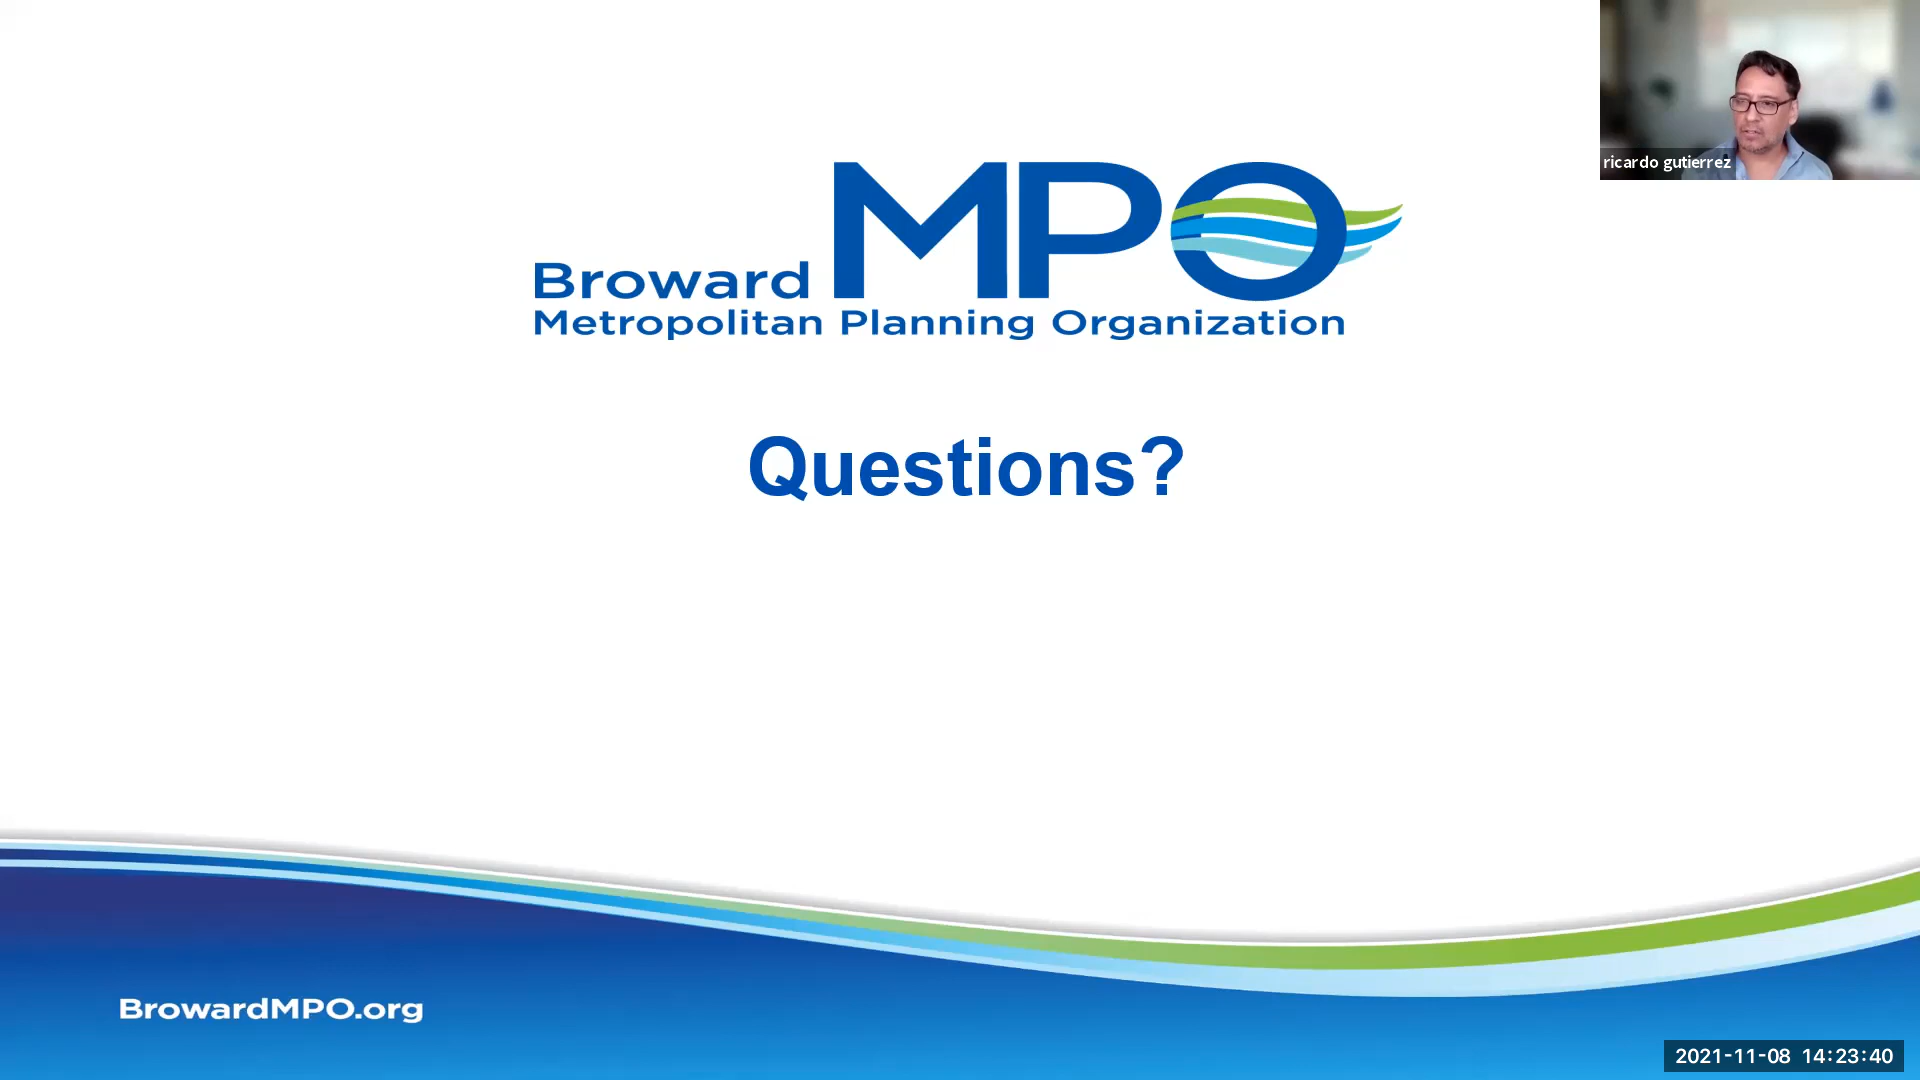 ricardo gutierrez
Broward MPO
Metropolitan Planning Organization
Questions?
BrowardMPO.org
2021-11-08 14:23:40